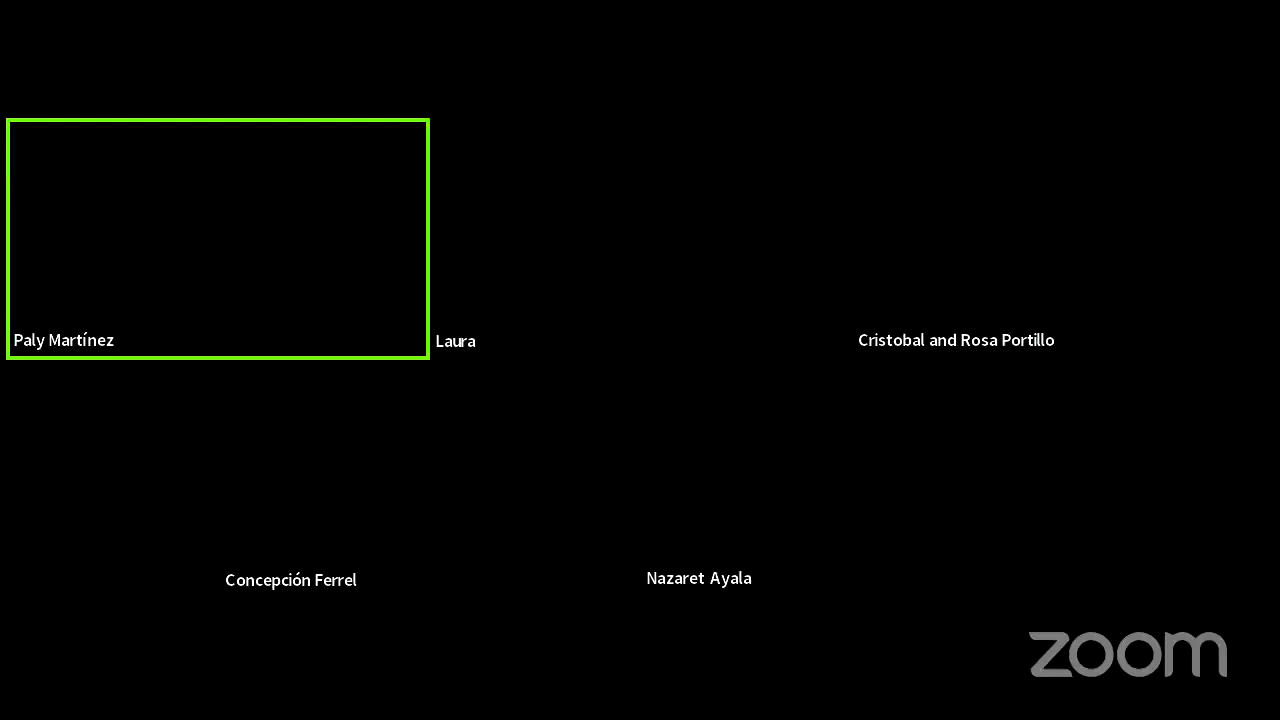 Paly Martínez
Laura
Cristobal and Rosa Portillo
Concepción Ferrel
Nazaret Ayala
zoom